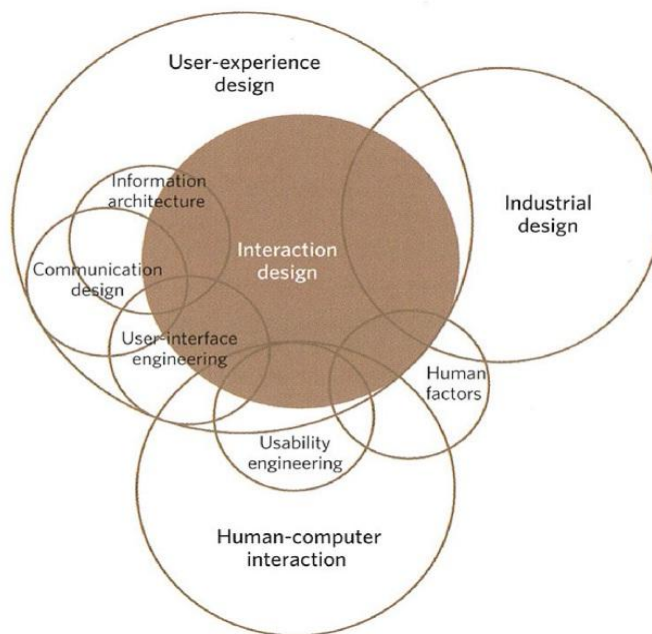 User-experience
design
Information
architecture
Industrial
design
Interaction
design
Communication
design
User-interface
engineering
Human
factors
Usability
engineering
Human-computer
interaction